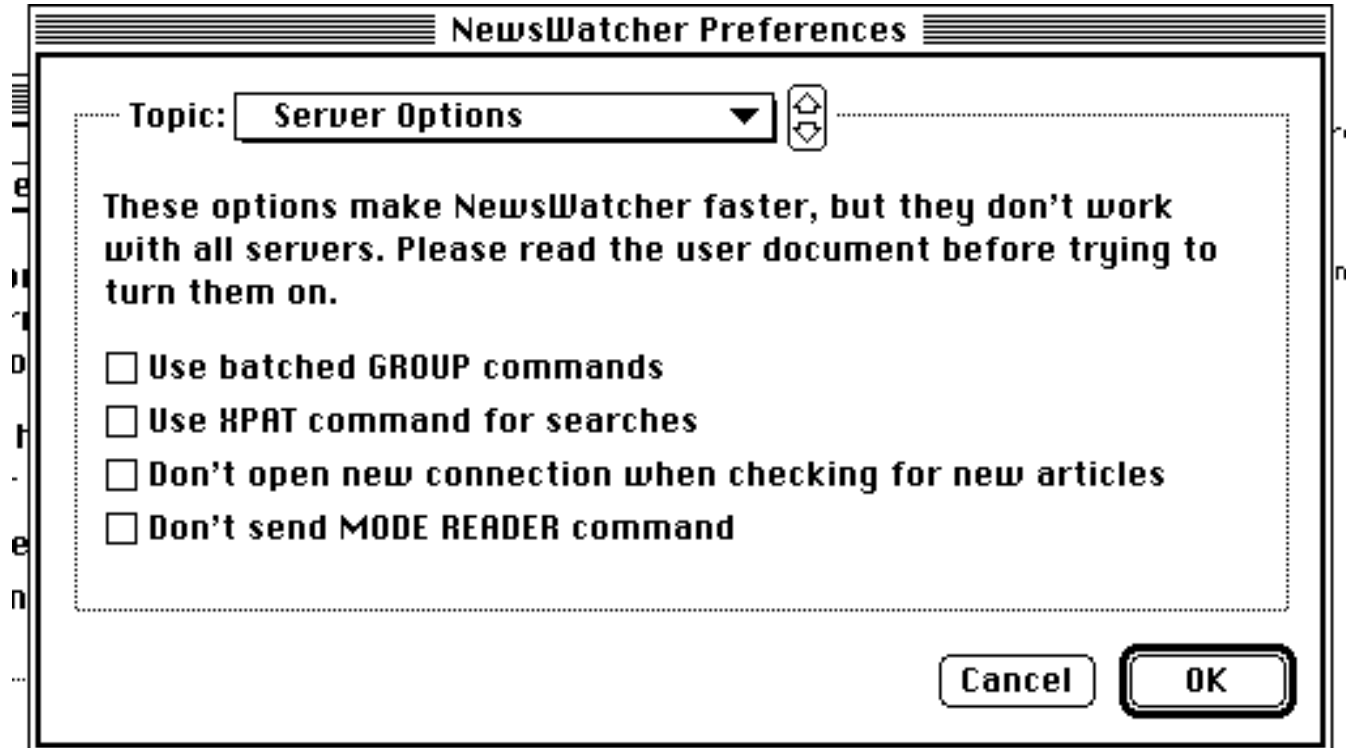 NewsWatcher Preferences
Topic: Server Options
These options make NewsWatcher faster, but they don't work
with all servers. Please read the user document before trying to
turn them on.
Use batched GROUP commands
Use XPAT command for searches
Don't open new connection when checking for new articles
Don't send MODE READER command
Cancel
OK